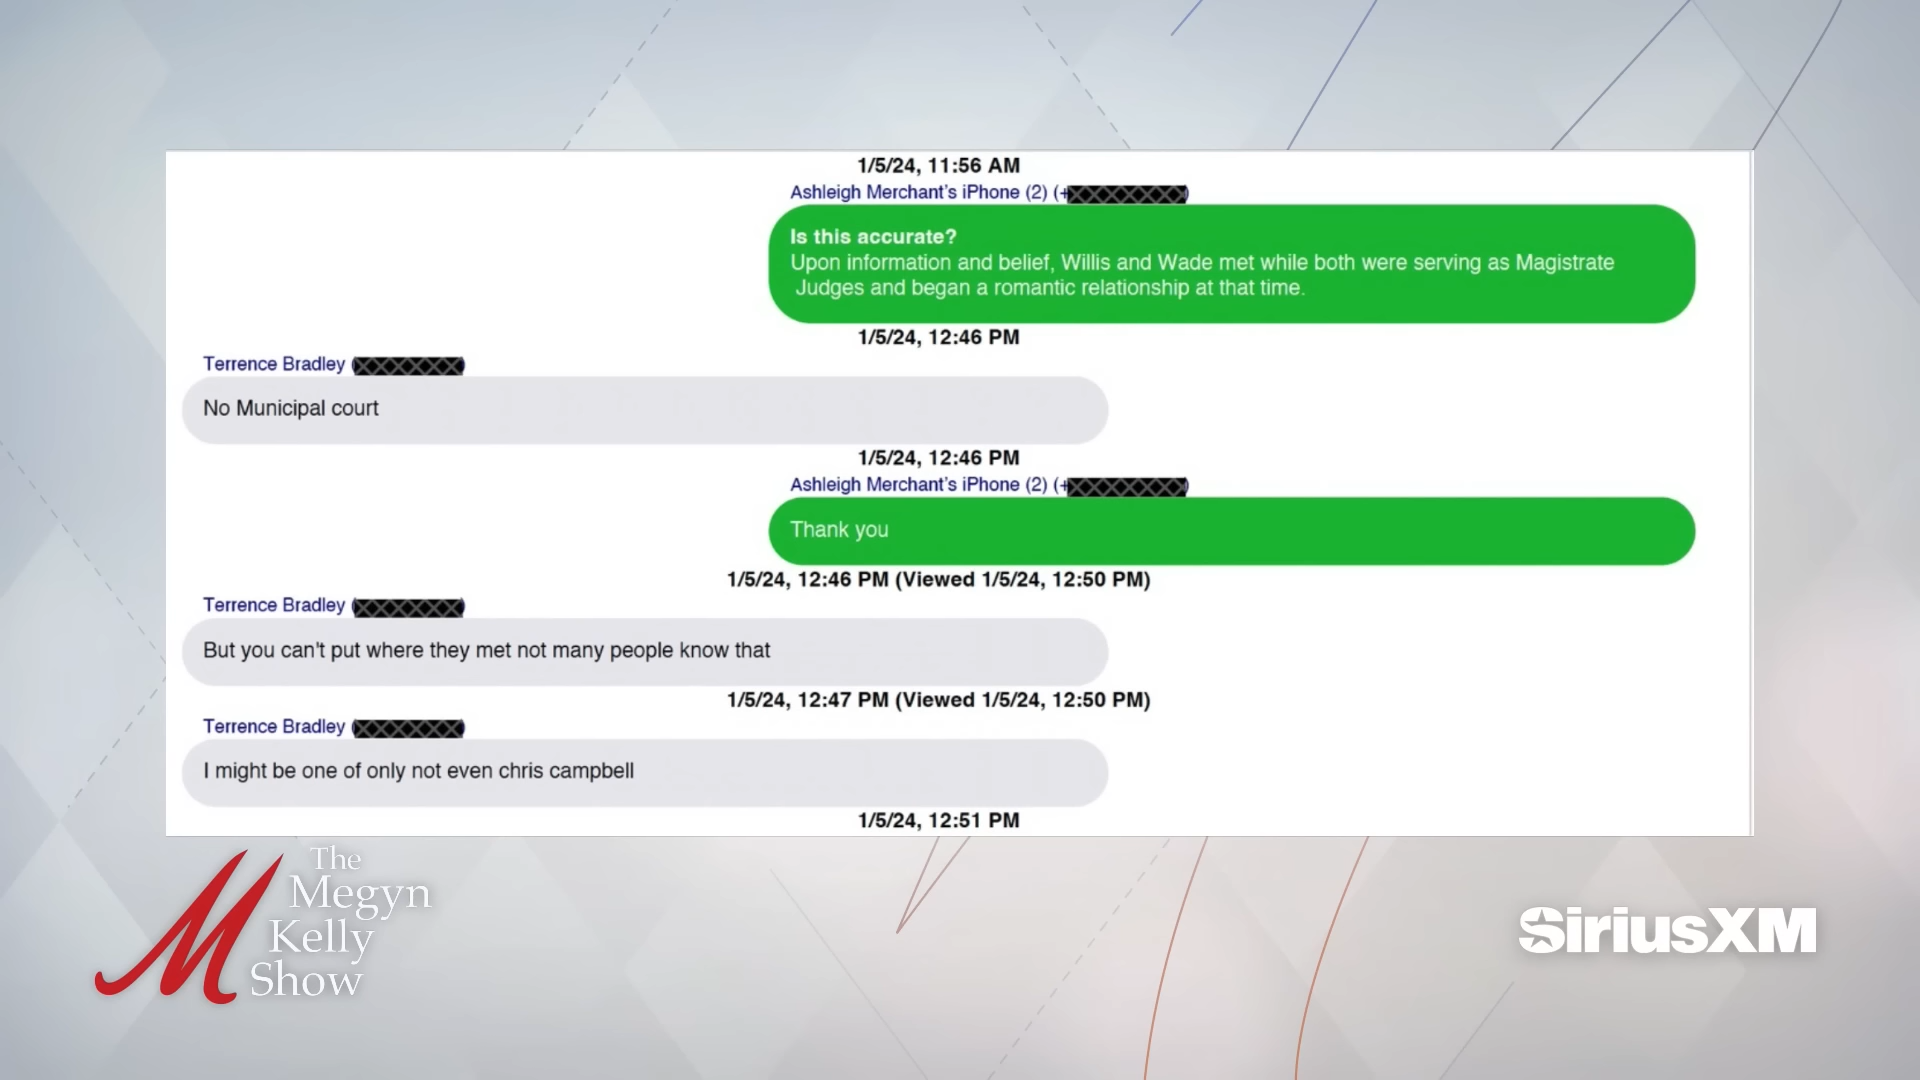 1/5/24, 11:56 AM
Ashleigh Merchant's iPhone (2) (+
Is this accurate?
Upon information and belief, Willis and Wade met while both were serving as Magistrate
Judges and began a romantic relationship at that time.
1/5/24, 12:46 PM
Terrence Bradley (
No Municipal court
1/5/24, 12:46 PM
Ashleigh Merchant's iPhone (2) (+
Thank you
1/5/24, 12:46 PM (Viewed 1/5/24, 12:50 PM)
Terrence Bradley (
But you can't put where they met not many people know that
1/5/24, 12:47 PM (Viewed 1/5/24, 12:50 PM)
Terrence Bradley (
I might be one of only not even chris campbell
1/5/24, 12:51 PM
The
Megyn
Kelly
Show
SiriusXM